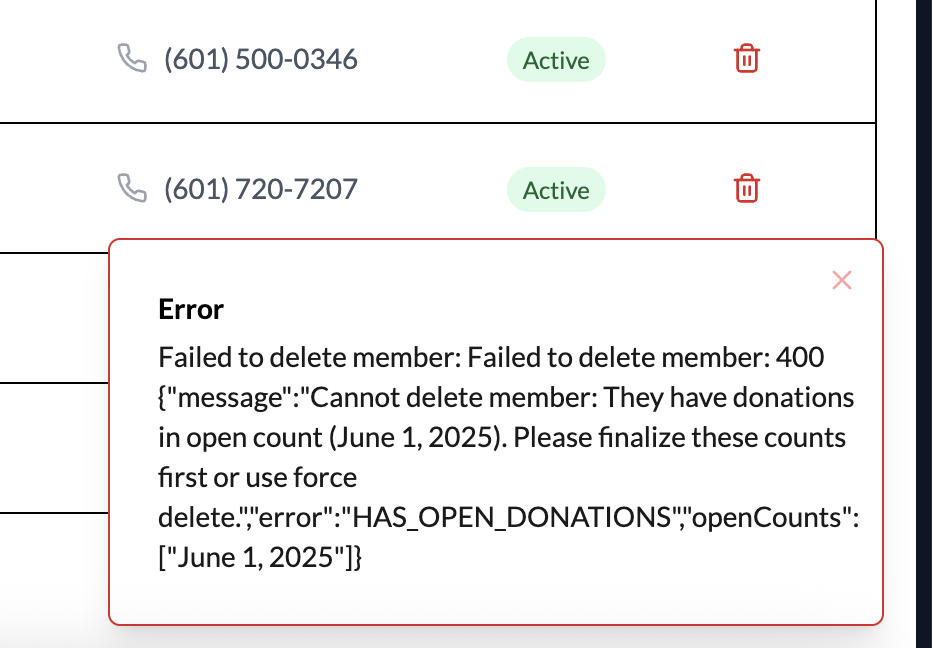 (601) 500-0346 Active
(601) 720-7207 Active
Error
Failed to delete member: Failed to delete member: 400
{"message":"Cannot delete member: They have donations
in open count (June 1, 2025). Please finalize these counts
first or use force
delete.","error":"HAS_OPEN_DONATIONS","openCounts":
["June 1, 2025"]}